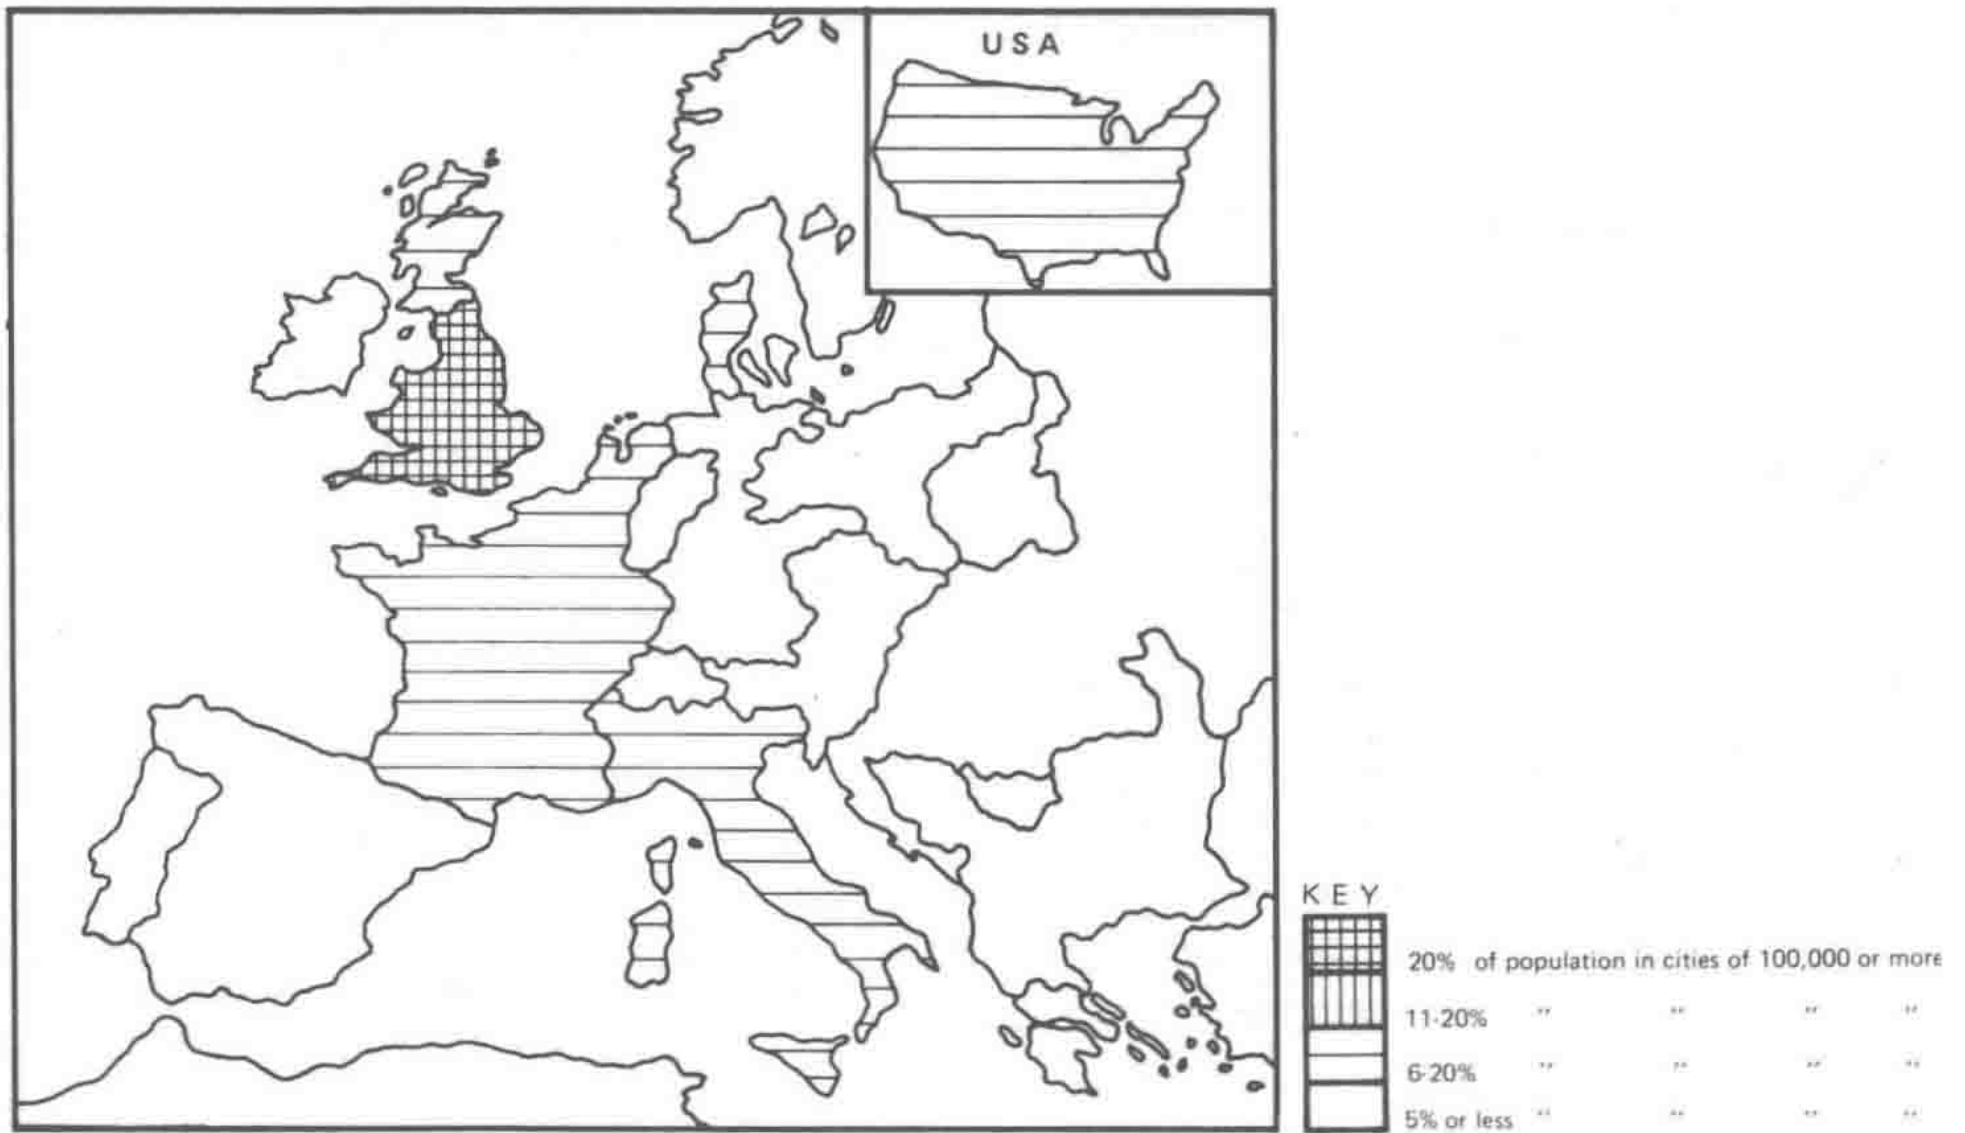 USA
KEY
20% of population in cities of 100,000 or more
11-20% " " " "
6-20% " " " "
5% or less " " " "